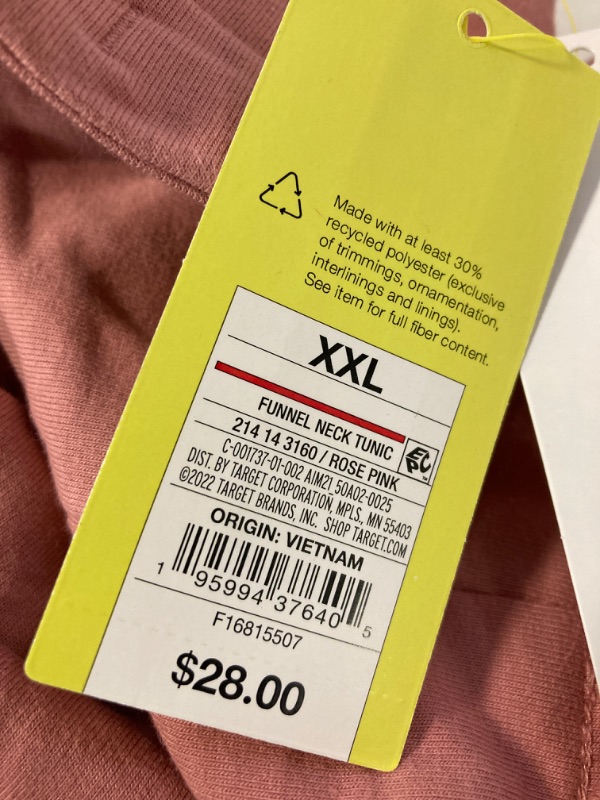 Made with at least 30%
recycled polyester (exclusive
of trimmings, ornamentation,
interlinings and linings).
See item for full fiber content.
XXL
FUNNEL NECK TUNIC
214 14 3160 / ROSE PINK
EPC
C-001737-01-002 AIM21 50A02-0025
DIST. BY TARGET CORPORATION, MPLS, MN 55403
©2022 TARGET BRANDS, INC. SHOP TARGET.COM
ORIGIN: VIETNAM
1 95994 37640 5
F16815507
$28.00